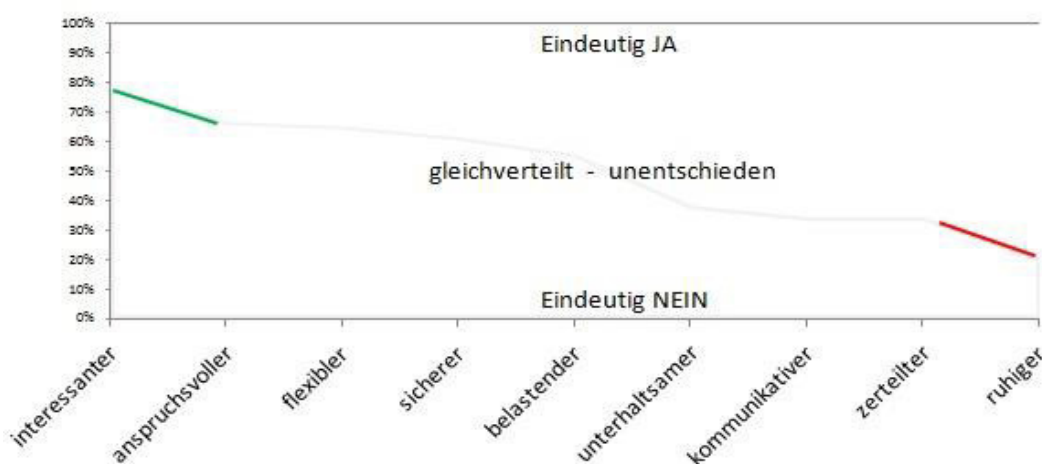 100%
Eindeutig JA
90%
80%
70%
60%
50%
gleichverteilt - unentschieden
40%
30%
20%
10%
Eindeutig NEIN
0%
interessanter
anspruchsvoller
flexibler
sicherer
belastender
unterhaltsamer
kommunikativer
zerteilter
ruhiger